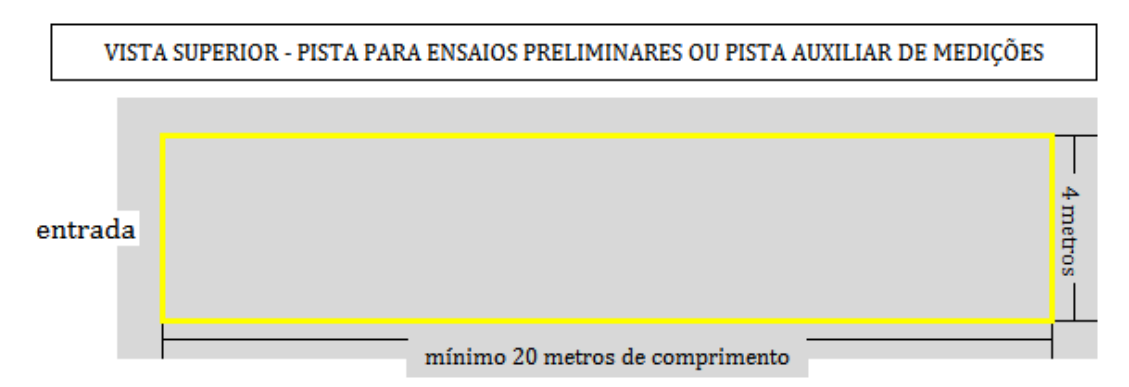 VISTA SUPERIOR - PISTA PARA ENSAIOS PRELIMINARES OU PISTA AUXILIAR DE MEDIÇÕES
entrada
4 metros
mínimo 20 metros de comprimento